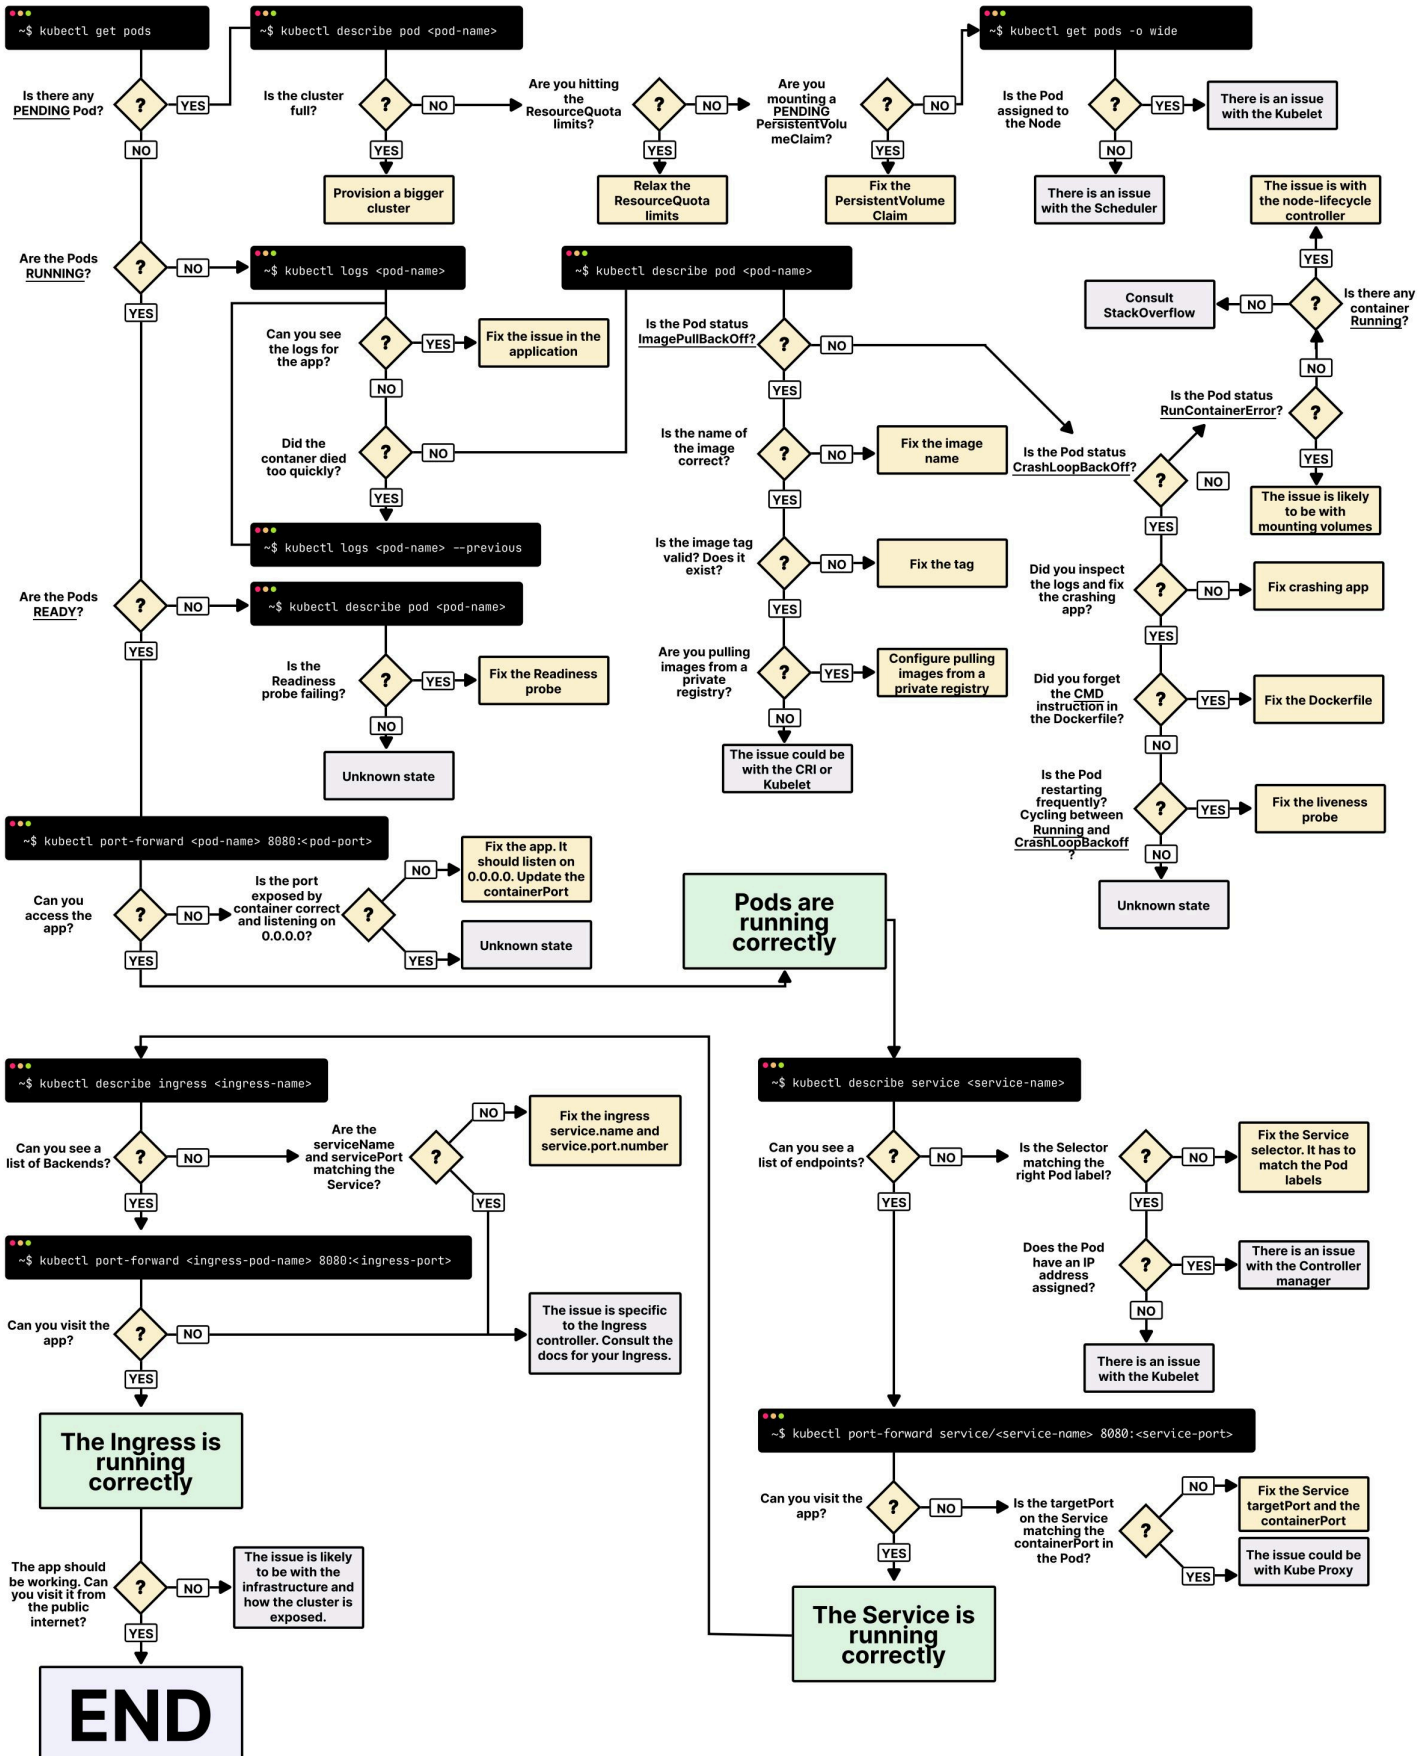 ~$ kubectl get pods
~$ kubectl describe pod <pod-name>
~$ kubectl get pods -o wide
Is there any
PENDING Pod?
?
YES
NO
Is the cluster
full?
?
NO
YES
Provision a bigger
cluster
Are you hitting
the
ResourceQuota
limits?
?
NO
YES
Relax the
ResourceQuota
limits
Are you
mounting a
PENDING
PersistentVolu
meClaim?
?
NO
YES
Fix the
PersistentVolume
Claim
Is the Pod
assigned to
the Node
?
YES
There is an issue
with the Kubelet
NO
There is an issue
with the Scheduler
The issue is with
the node-lifecycle
controller
YES
Is there any
container
Running?
?
NO
Consult
StackOverflow
NO
Is the Pod status
RunContainerError?
?
YES
The issue is likely
to be with
mounting volumes
Are the Pods
RUNNING?
?
NO
YES
~$ kubectl logs <pod-name>
Can you see
the logs for
the app?
?
YES
Fix the issue in the
application
NO
Did the
contaner died
too quickly?
?
NO
YES
~$ kubectl logs <pod-name> --previous
~$ kubectl describe pod <pod-name>
Is the Pod status
ImagePullBackOff?
?
NO
YES
Is the name of
the image
correct?
?
NO
Fix the image
name
YES
Is the image tag
valid? Does it
exist?
?
NO
Fix the tag
YES
Are you pulling
images from a
private
registry?
?
YES
Configure pulling
images from a
private registry
NO
The issue could be
with the CRI or
Kubelet
Is the Pod status
CrashLoopBackOff?
?
NO
YES
Did you inspect
the logs and fix
the crashing
app?
?
NO
Fix crashing app
YES
Did you forget
the CMD
instruction in
the Dockerfile?
?
YES
Fix the Dockerfile
NO
Is the Pod
restarting
frequently?
Cycling between
Running and
CrashLoopBackoff
?
?
YES
Fix the liveness
probe
NO
Unknown state
Are the Pods
READY?
?
NO
YES
~$ kubectl describe pod <pod-name>
Is the
Readiness
probe failing?
?
YES
Fix the Readiness
probe
NO
Unknown state
~$ kubectl port-forward <pod-name> 8080:<pod-port>
Can you
access the
app?
?
NO
YES
Is the port
exposed by
container correct
and listening on
0.0.0.0?
?
NO
Fix the app. It
should listen on
0.0.0.0. Update the
containerPort
YES
Unknown state
Pods are
running
correctly
~$ kubectl describe service <service-name>
Can you see a
list of endpoints?
?
NO
YES
Is the Selector
matching the
right Pod label?
?
NO
Fix the Service
selector. It has to
match the Pod
labels
YES
Does the Pod
have an IP
address
assigned?
?
YES
There is an issue
with the Controller
manager
NO
There is an issue
with the Kubelet
~$ kubectl port-forward service/<service-name> 8080:<service-port>
Can you visit the
app?
?
NO
YES
Is the targetPort
on the Service
matching the
containerPort in
the Pod?
?
NO
Fix the Service
targetPort and the
containerPort
YES
The issue could be
with Kube Proxy
The Service is
running
correctly
~$ kubectl describe ingress <ingress-name>
Can you see a
list of Backends?
?
NO
YES
Are the
serviceName
and servicePort
matching the
Service?
?
NO
Fix the ingress
service.name and
service.port.number
YES
~$ kubectl port-forward <ingress-pod-name> 8080:<ingress-port>
Can you visit the
app?
?
NO
The issue is specific
to the Ingress
controller. Consult the
docs for your Ingress.
YES
The Ingress is
running
correctly
The app should
be working. Can
you visit it from
the public
internet?
?
NO
The issue is likely
to be with the
infrastructure and
how the cluster is
exposed.
YES
END